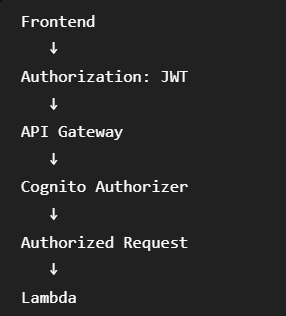 Frontend
↓
Authorization: JWT
↓
API Gateway
↓
Cognito Authorizer
↓
Authorized Request
↓
Lambda